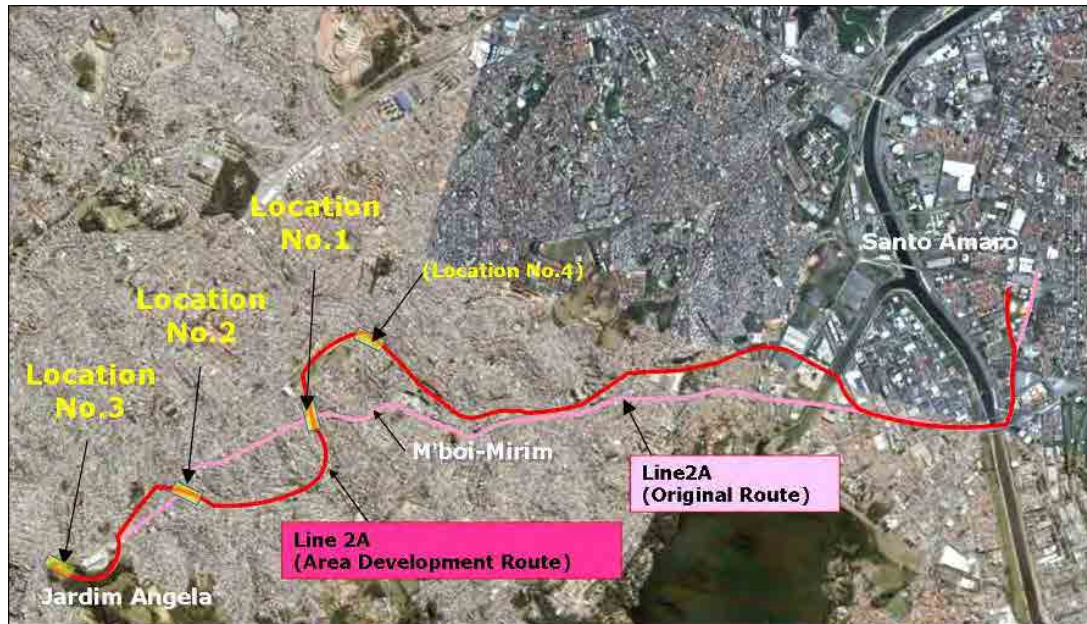 Santo Amaro
Location
No.1
(Location No.4)
Location
No.2
Location
No.3
M'boi-Mirim
Line2A
(Original Route)
Line 2A
(Area Development Route)
Jardim Angela